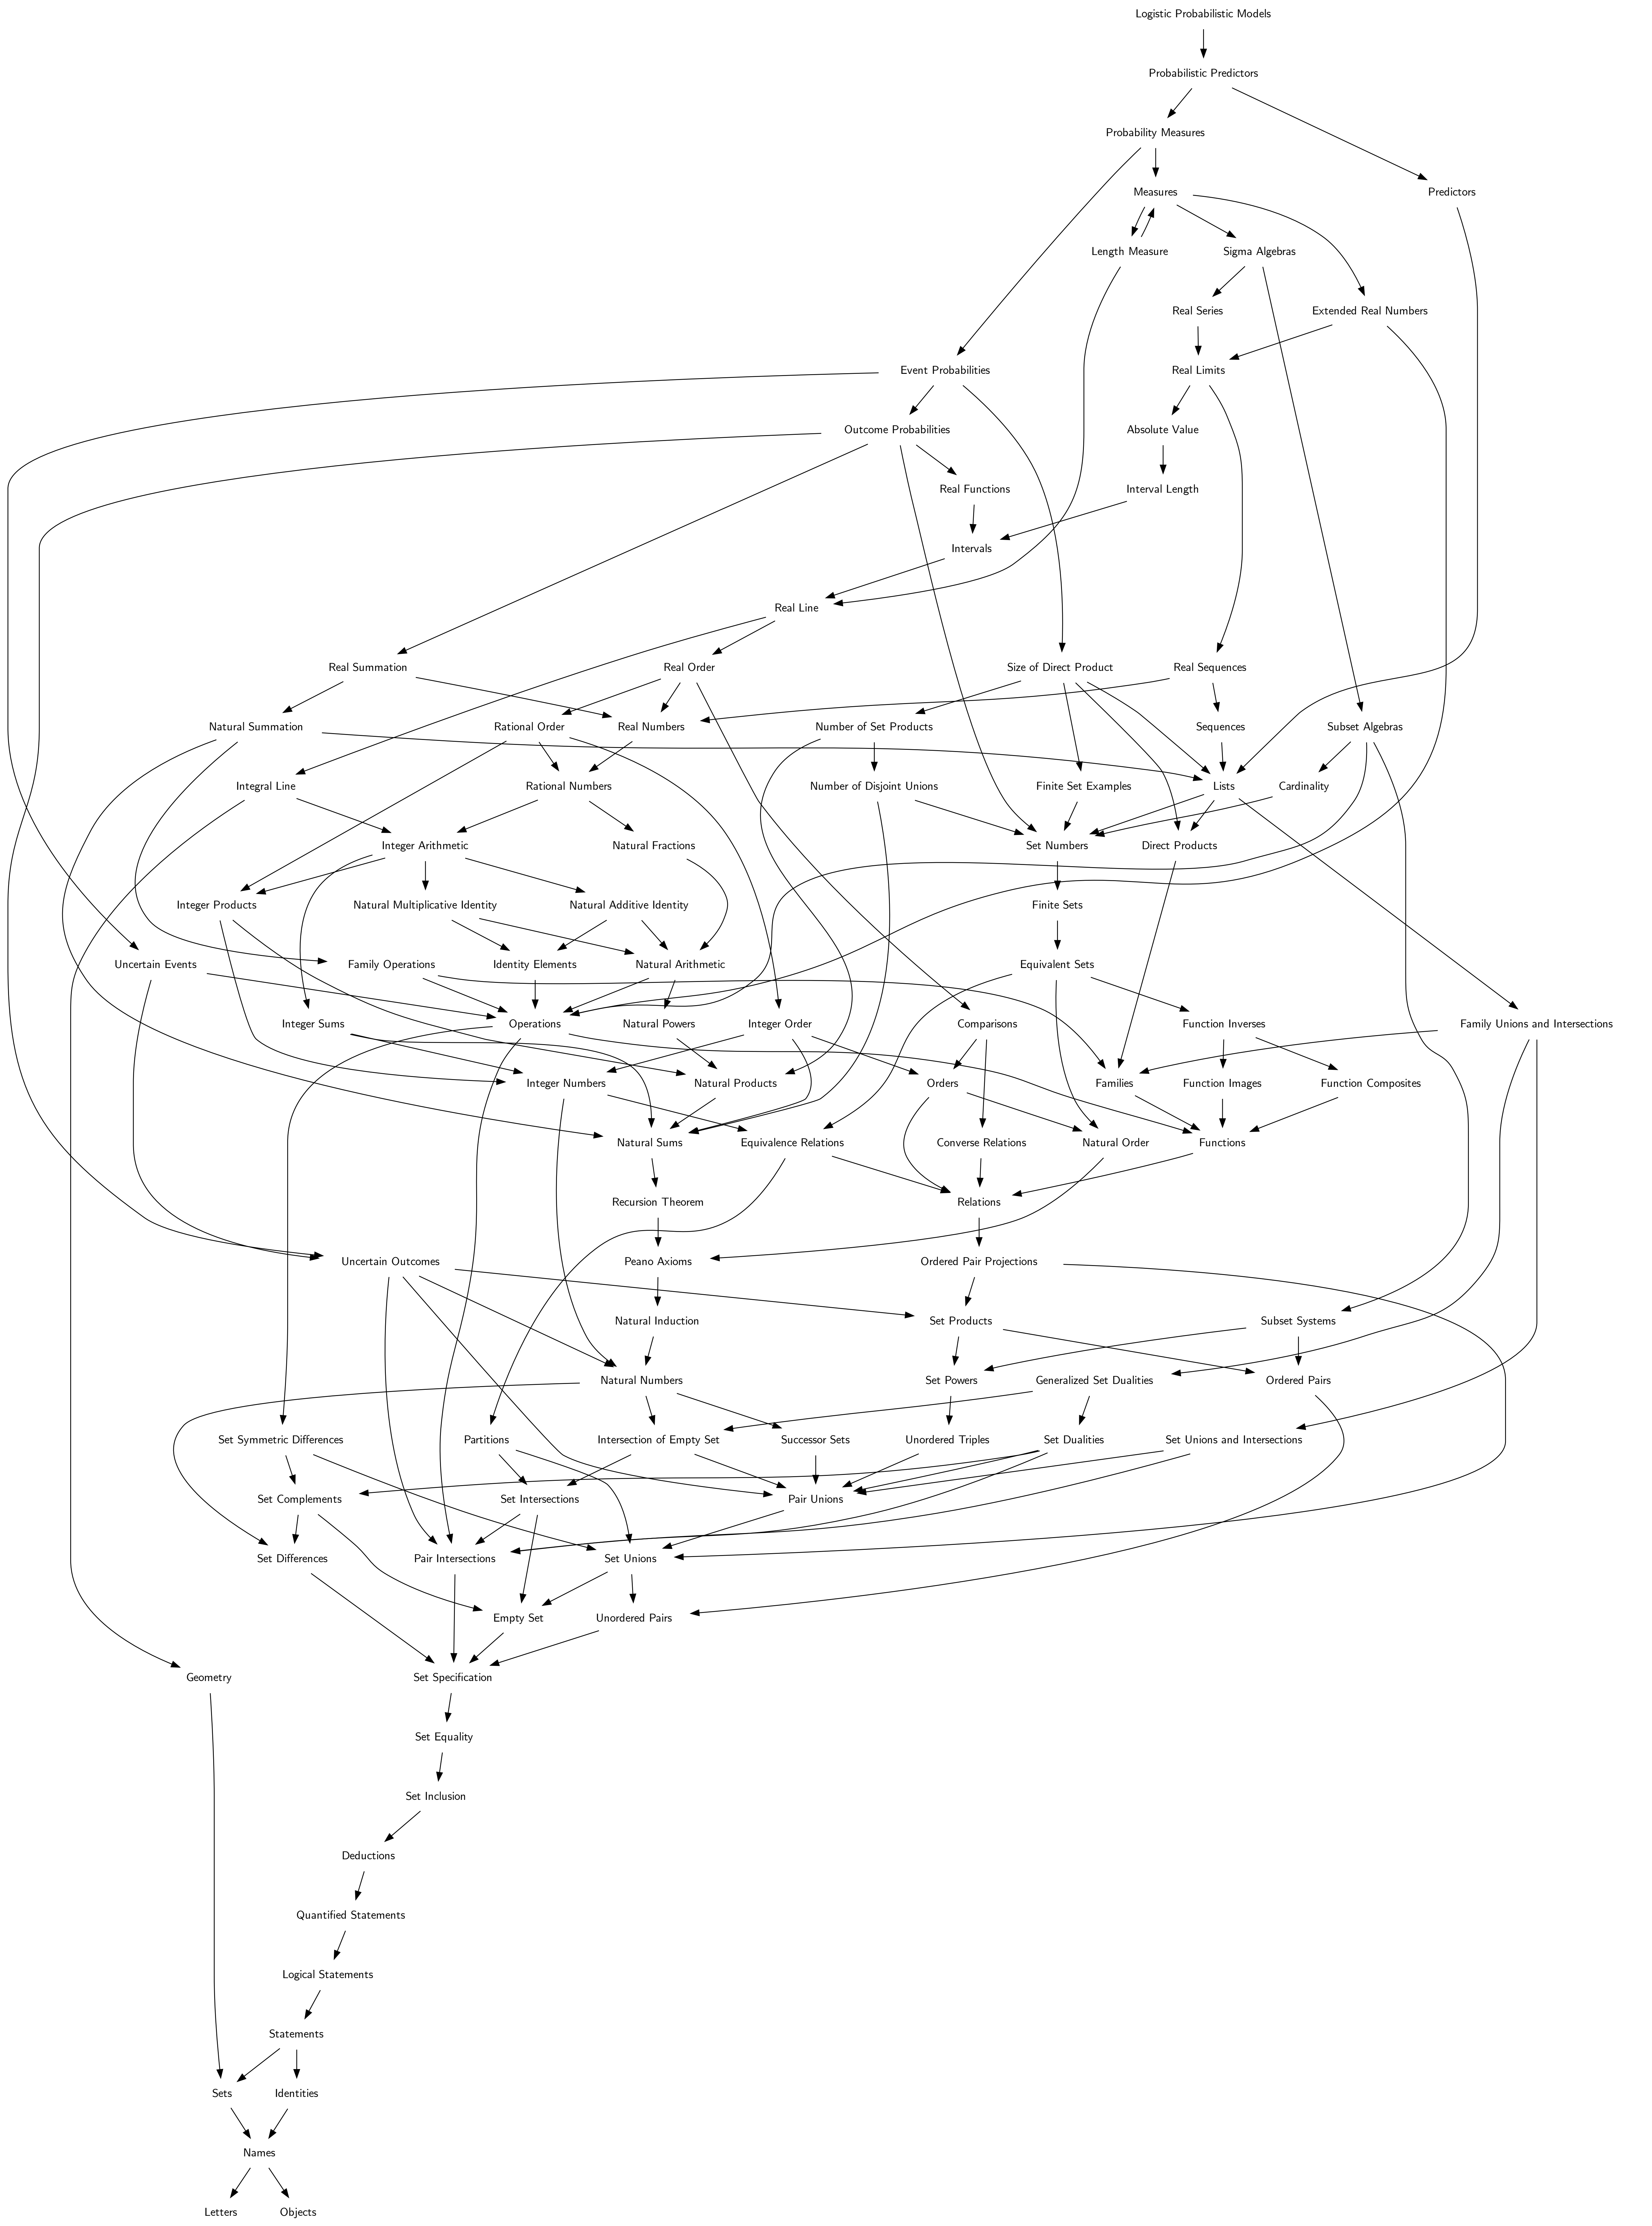 Logistic Probabilistic Models
Probabilistic Predictors
Probability Measures
Measures
Predictors
Length Measure
Sigma Algebras
Real Series
Extended Real Numbers
Event Probabilities
Real Limits
Outcome Probabilities
Absolute Value
Real Functions
Interval Length
Intervals
Real Line
Real Summation
Real Order
Size of Direct Product
Real Sequences
Natural Summation
Rational Order
Real Numbers
Number of Set Products
Sequences
Subset Algebras
Integral Line
Rational Numbers
Number of Disjoint Unions
Finite Set Examples
Lists
Cardinality
Integer Arithmetic
Natural Fractions
Set Numbers
Direct Products
Integer Products
Natural Multiplicative Identity
Natural Additive Identity
Finite Sets
Uncertain Events
Family Operations
Identity Elements
Natural Arithmetic
Equivalent Sets
Integer Sums
Operations
Natural Powers
Integer Order
Comparisons
Function Inverses
Family Unions and Intersections
Integer Numbers
Natural Products
Orders
Families
Function Images
Function Composites
Natural Sums
Equivalence Relations
Converse Relations
Natural Order
Functions
Recursion Theorem
Relations
Uncertain Outcomes
Peano Axioms
Ordered Pair Projections
Natural Induction
Set Products
Subset Systems
Natural Numbers
Set Powers
Generalized Set Dualities
Ordered Pairs
Set Symmetric Differences
Partitions
Intersection of Empty Set
Successor Sets
Unordered Triples
Set Dualities
Set Unions and Intersections
Set Complements
Set Intersections
Pair Unions
Set Differences
Pair Intersections
Set Unions
Empty Set
Unordered Pairs
Geometry
Set Specification
Set Equality
Set Inclusion
Deductions
Quantified Statements
Logical Statements
Statements
Sets
Identities
Names
Letters
Objects